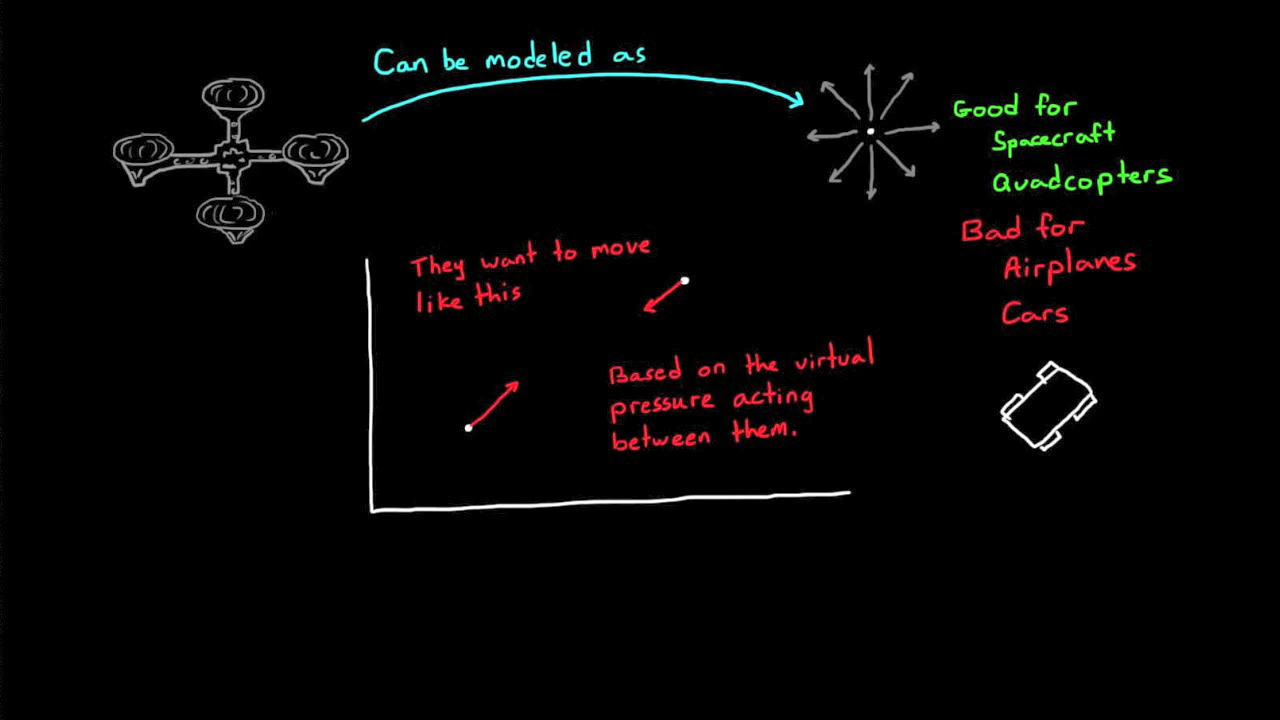 Can be modeled as
Good for
Spacecraft
Quadcopters
Bad for
Airplanes
Cars
They want to move
like this
Based on the virtual
pressure acting
between them.